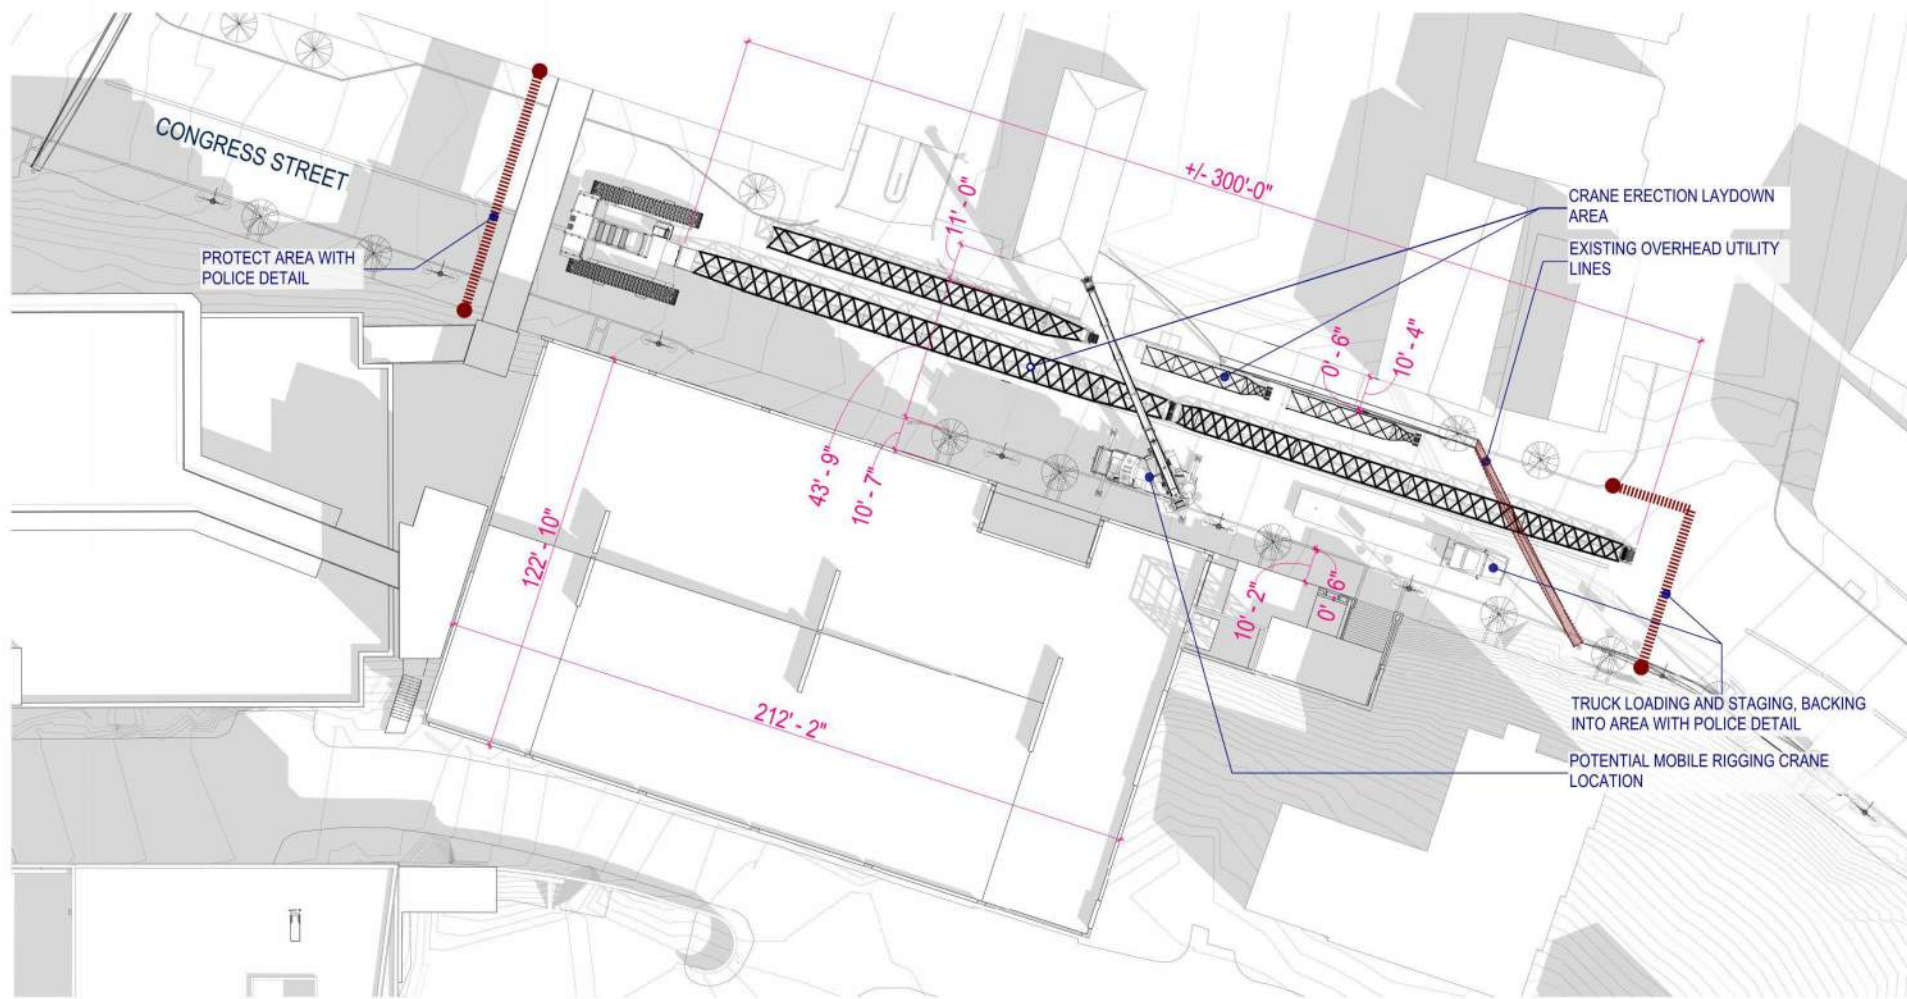 CONGRESS STREET
PROTECT AREA WITH
POLICE DETAIL
+/- 300'-0"
11' - 0"
CRANE ERECTION LAYDOWN
AREA
EXISTING OVERHEAD UTILITY
LINES
0' - 6"
10' - 4"
43' - 9"
10' - 7"
122' - 10"
10' - 2"
0' - 6"
212' - 2"
TRUCK LOADING AND STAGING, BACKING
INTO AREA WITH POLICE DETAIL
POTENTIAL MOBILE RIGGING CRANE
LOCATION